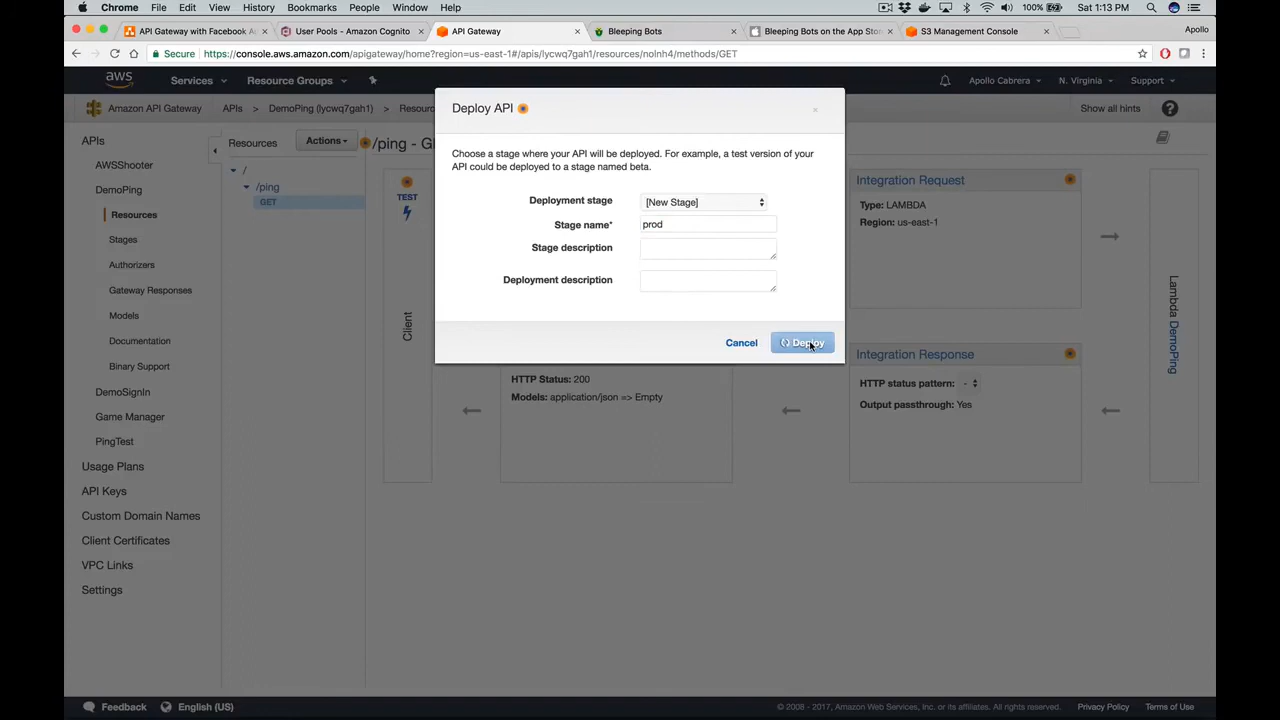 Chrome File Edit View History Bookmarks People Window Help 100% Sat 1:13 PM
API Gateway with Facebook Au
User Pools - Amazon Cognito
API Gateway
Bleeping Bots
Bleeping Bots on the App Stor
S3 Management Console
Apollo
Secure https://console.aws.amazon.com/apigateway/home?region=us-east-1#/apis/lycwq7gah1/resources/nolnh4/methods/GET
aws Services Resource Groups Apollo Cabrera N. Virginia Support
Amazon API Gateway APIs > DemoPing (lycwq7gah1) > Resour
Show all hints ?
APIs
AWSShooter
DemoPing
Resources
Stages
Authorizers
Gateway Responses
Models
Documentation
Binary Support
DemoSignIn
Game Manager
PingTest
Usage Plans
API Keys
Custom Domain Names
Client Certificates
VPC Links
Settings
Resources Actions
/
/ping
GET
/ping - G
TEST
Client
Deploy API
Choose a stage where your API will be deployed. For example, a test version of your
API could be deployed to a stage named beta.
Deployment stage [New Stage]
Stage name* prod
Stage description
Deployment description
Cancel Deploy
HTTP Status: 200
Models: application/json => Empty
Integration Request
Type: LAMBDA
Region: us-east-1
Integration Response
HTTP status pattern: -
Output passthrough: Yes
Lambda DemoPing
Feedback English (US)
© 2008 - 2017, Amazon Web Services, Inc. or its affiliates. All rights reserved. Privacy Policy Terms of Use